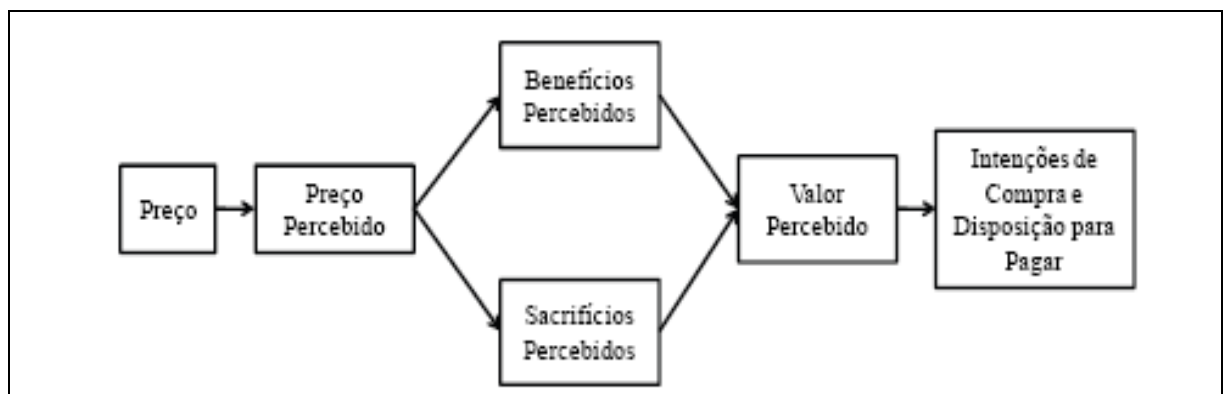 Preço
Preço
Percebido
Benefícios
Percebidos
Sacrifícios
Percebidos
Valor
Percebido
Intenções de
Compra e
Disposição para
Pagar